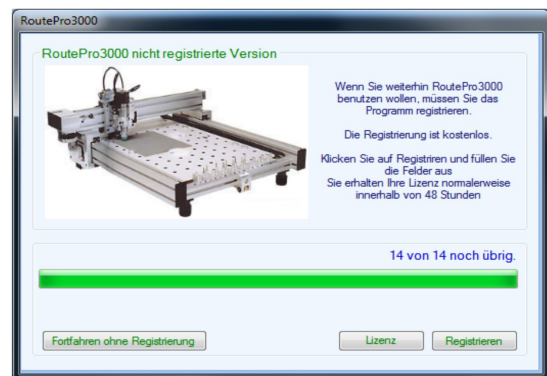 RoutePro3000
RoutePro3000 nicht registrierte Version
Wenn Sie weiterhin RoutePro3000
benutzen wollen, müssen Sie das
Programm registrieren.
Die Registrierung ist kostenlos.
Klicken Sie auf Registriren und füllen Sie
die Felder aus
Sie erhalten Ihre Lizenz normalerweise
innerhalb von 48 Stunden
14 von 14 noch übrig.
Fortfahren ohne Registrierung
Lizenz
Registrieren